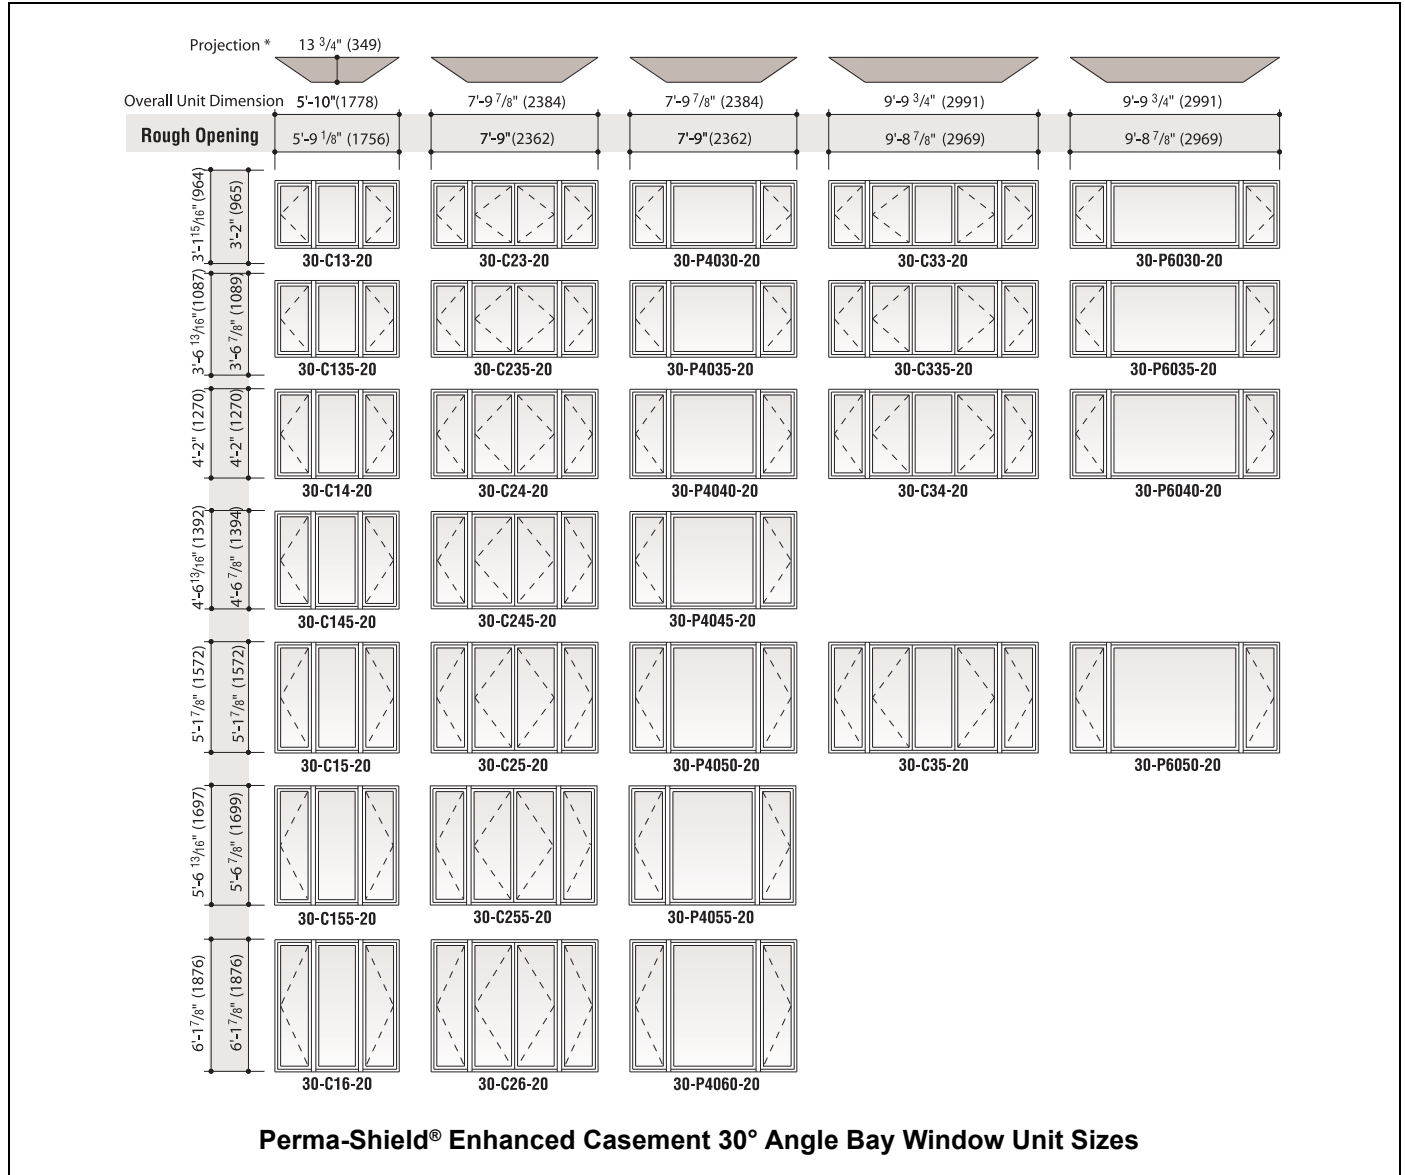 Projection * 13 3/4" (349)
Overall Unit Dimension 5'-10" (1778) 7'-9 7/8" (2384) 7'-9 7/8" (2384) 9'-9 3/4" (2991) 9'-9 3/4" (2991)
Rough Opening 5'-9 1/8" (1756) 7'-9" (2362) 7'-9" (2362) 9'-8 7/8" (2969) 9'-8 7/8" (2969)
3'-1 15/16" (964) 3'-2" (965)
30-C13-20 30-C23-20 30-P4030-20 30-C33-20 30-P6030-20
3'-6 13/16" (1087) 3'-6 7/8" (1089)
30-C135-20 30-C235-20 30-P4035-20 30-C335-20 30-P6035-20
4'-2" (1270) 4'-2" (1270)
30-C14-20 30-C24-20 30-P4040-20 30-C34-20 30-P6040-20
4'-6 13/16" (1392) 4'-6 7/8" (1394)
30-C145-20 30-C245-20 30-P4045-20
5'-1 7/8" (1572) 5'-1 7/8" (1572)
30-C15-20 30-C25-20 30-P4050-20 30-C35-20 30-P6050-20
5'-6 13/16" (1697) 5'-6 7/8" (1699)
30-C155-20 30-C255-20 30-P4055-20
6'-1 7/8" (1876) 6'-1 7/8" (1876)
30-C16-20 30-C26-20 30-P4060-20
Perma-Shield® Enhanced Casement 30° Angle Bay Window Unit Sizes